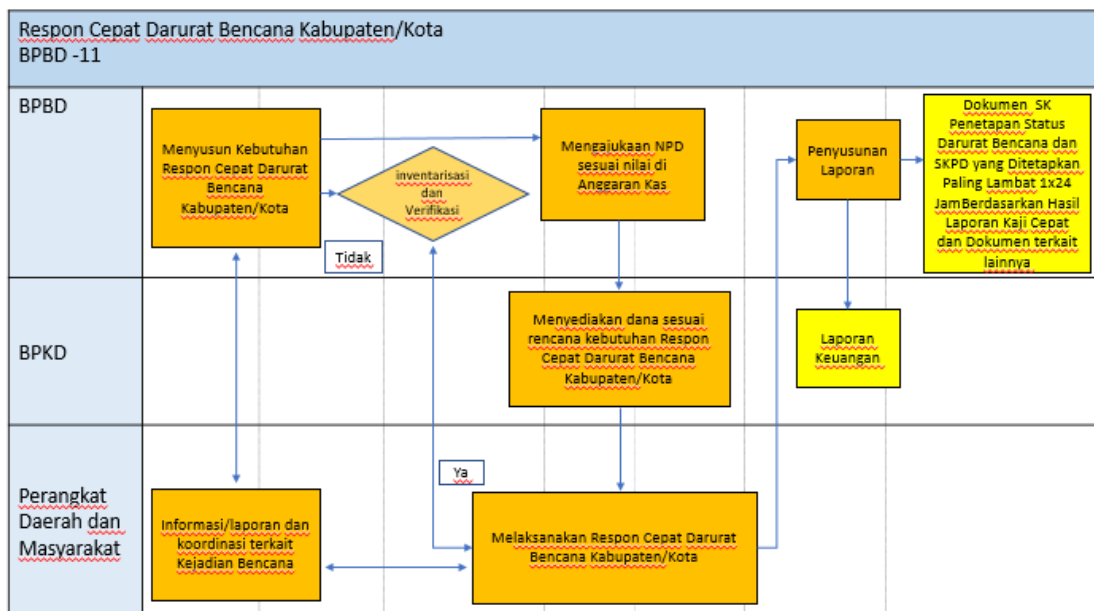 Respon Cepat Darurat Bencana Kabupaten/Kota
BPBD -11
BPBD
Menyusun Kebutuhan
Respon Cepat Darurat
Bencana
Kabupaten/Kota
inventarisasi
dan
Verifikasi
Tidak
Mengajukaan NPD
sesuai nilai di
Anggaran Kas
Penyusunan
Laporan
Dokumen SK
Penetapan Status
Darurat Bencana dan
SKPD yang Ditetapkan
Paling Lambat 1x24
JamBerdasarkan Hasil
Laporan Kaji Cepat
dan Dokumen terkait
lainnya
BPKD
Menyediakan dana sesuai
rencana kebutuhan Respon
Cepat Darurat Bencana
Kabupaten/Kota
Laporan
Keuangan
Perangkat
Daerah dan
Masyarakat
Informasi/laporan dan
koordinasi terkait
Kejadian Bencana
Ya
Melaksanakan Respon Cepat Darurat
Bencana Kabupaten/Kota